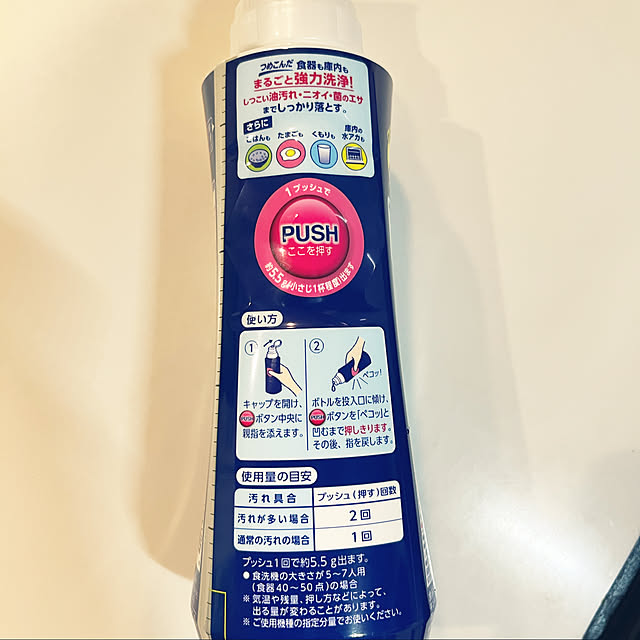 つめこんだ 食器も庫内も
まるごと強力洗浄!
しつこい油汚れ・ニオイ・菌のエサ
までしっかり落とす。
さらに
ごはんも たまごも くもりも 庫内の水アカも
1プッシュで
PUSH
ここを押す
約5.5g(小さじ1杯程度)出ます
使い方
①
キャップを開け、
PUSHボタン中央に
親指を添えます。
②
ペコッ!
ボトルを投入口に傾け、
PUSHボタンを「ペコッ」と
凹むまで押しきります。
その後、指を戻します。
使用量の目安
汚れ具合 プッシュ(押す)回数
汚れが多い場合 2回
通常の汚れの場合 1回
プッシュ1回で約5.5g出ます。
●食洗機の大きさが5〜7人用
(食器40〜50点)の場合
※気温や残量、押し方などによって、
出る量が変わることがあります。
※ご使用機種の指定分量でお使いください。